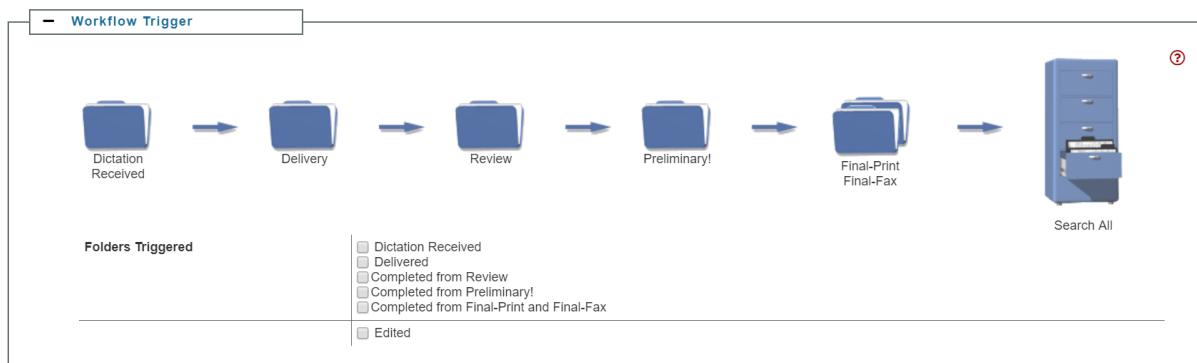 − Workflow Trigger
?
Dictation
Received
Delivery
Review
Preliminary!
Final-Print
Final-Fax
Search All
Folders Triggered
Dictation Received
Delivered
Completed from Review
Completed from Preliminary!
Completed from Final-Print and Final-Fax
Edited